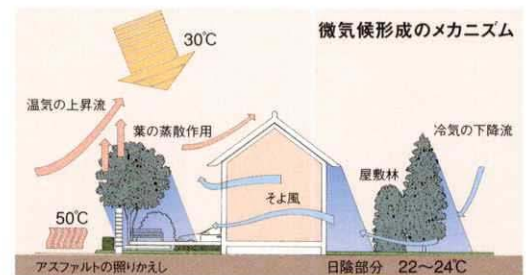 微気候形成のメカニズム
30℃
温気の上昇流
葉の蒸散作用
冷気の下降流
屋敷林
そよ風
50℃
アスファルトの照りかえし
日陰部分 22〜24℃